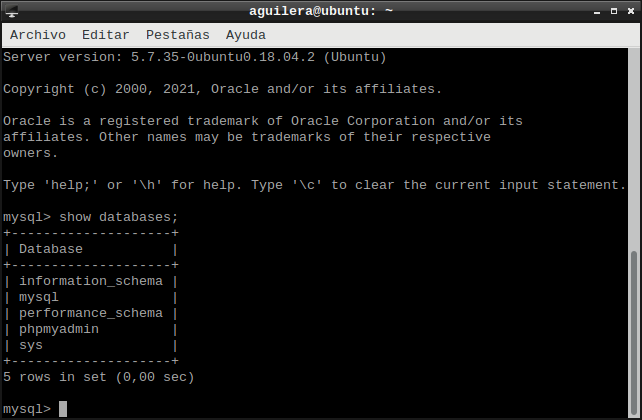 aguilera@ubuntu: ~
Archivo Editar Pestañas Ayuda
Server version: 5.7.35-0ubuntu0.18.04.2 (Ubuntu)
Copyright (c) 2000, 2021, Oracle and/or its affiliates.
Oracle is a registered trademark of Oracle Corporation and/or its
affiliates. Other names may be trademarks of their respective
owners.
Type 'help;' or '\h' for help. Type '\c' to clear the current input statement.
mysql> show databases;
+--------------------+
| Database           |
+--------------------+
| information_schema |
| mysql              |
| performance_schema |
| phpmyadmin         |
| sys                |
+--------------------+
5 rows in set (0,00 sec)
mysql>